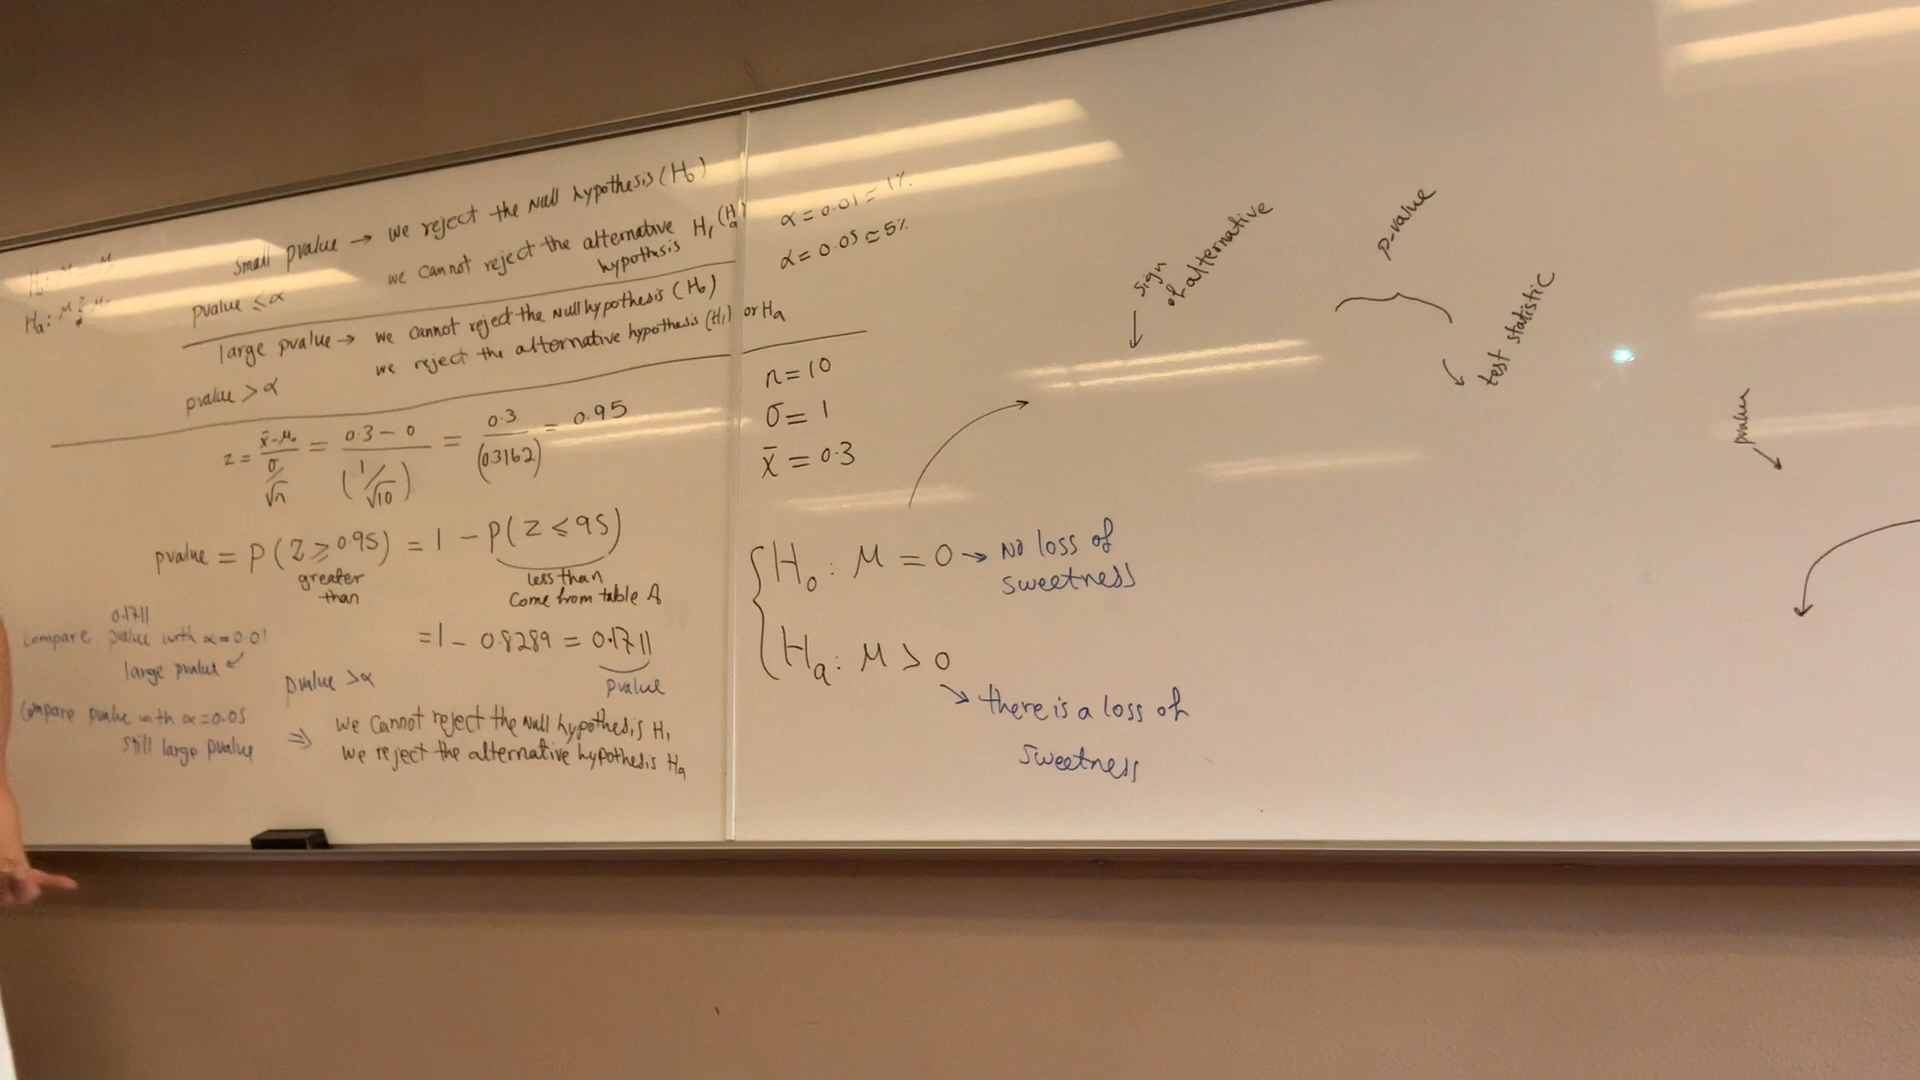 Small pvalue → we reject the Null hypothesis (H₀)
we cannot reject the alternative H₁ (Ha)
hypothesis
pvalue ≤ α
H₀: μ = μ₀
Ha: μ
large pvalue → we cannot reject the null hypothesis (H₀)
we reject the alternative hypothesis (H₁) or Ha
pvalue > α
α = 0.01 = 1%
α = 0.05 = 5%
z = (x̄ - μ₀)/(σ/√n) = (0.3 - 0)/(1/√10) = 0.3/(0.3162) = 0.95
pvalue = P(Z ≥ 0.95) = 1 - P(Z ≤ 95)
greater
than
less than
Come from table A
= 1 - 0.8289 = 0.1711
pvalue
0.1711
Compare pvalue with α = 0.01
large pvalue
pvalue > α
Compare pvalue with α = 0.05
still large pvalue
⇒ we cannot reject the Null hypothesis H₁
we reject the alternative hypothesis Ha
n = 10
σ = 1
x̄ = 0.3
H₀: μ = 0 → No loss of
sweetness
Ha: μ > 0
→ there is a loss of
sweetness
sign
of alternative
p-value
test statistic
pvalue